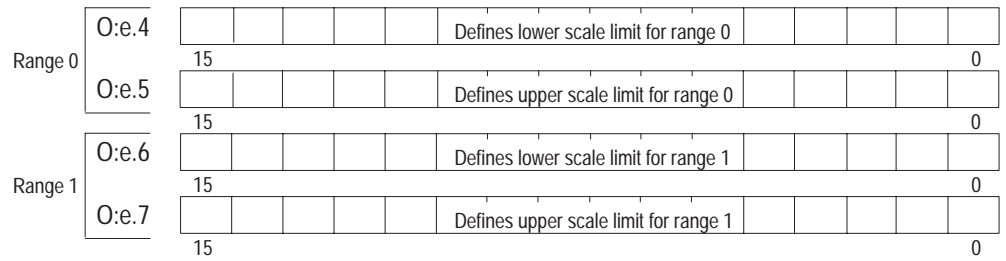 O:e.4 Defines lower scale limit for range 0
15 0
Range 0
O:e.5 Defines upper scale limit for range 0
15 0
O:e.6 Defines lower scale limit for range 1
15 0
Range 1
O:e.7 Defines upper scale limit for range 1
15 0